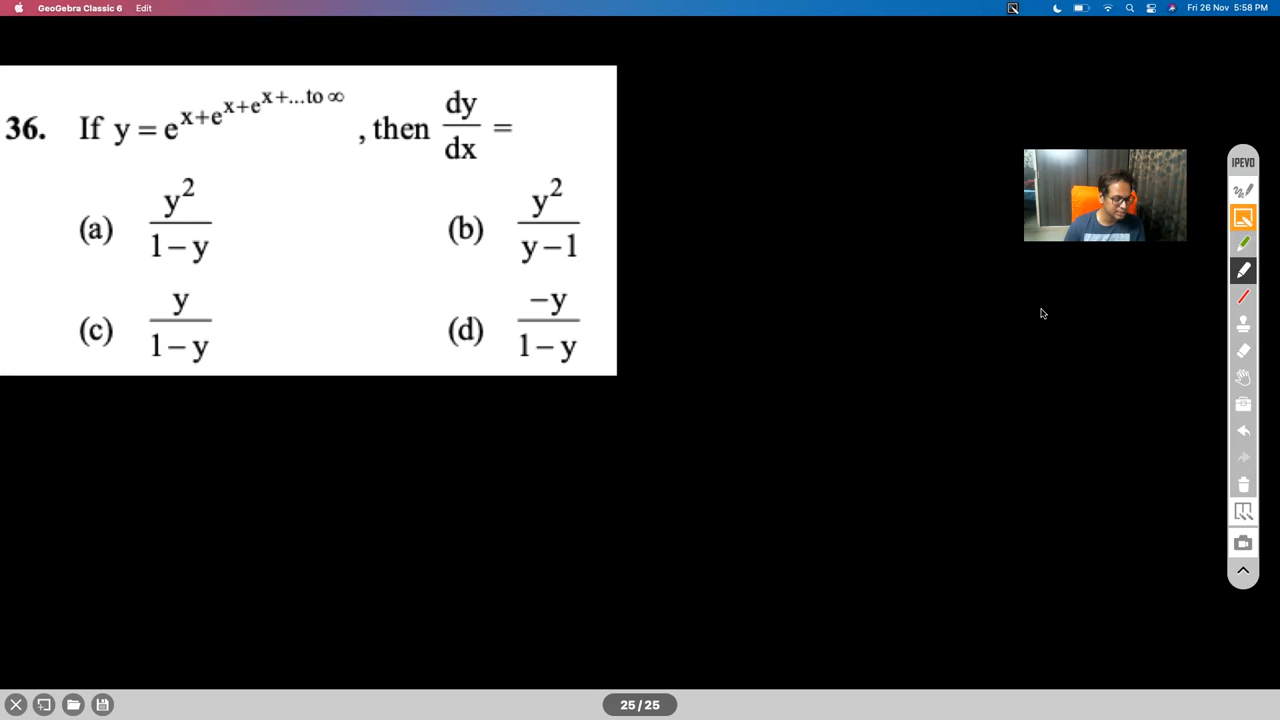 GeoGebra Classic 6 Edit Fri 26 Nov 5:58 PM
36. If y = e^{x+e^{x+e^{x+...to ∞}}}, then dy/dx =
IPEVO
(a) y²/(1−y) (b) y²/(y−1)
(c) y/(1−y) (d) −y/(1−y)
25 / 25